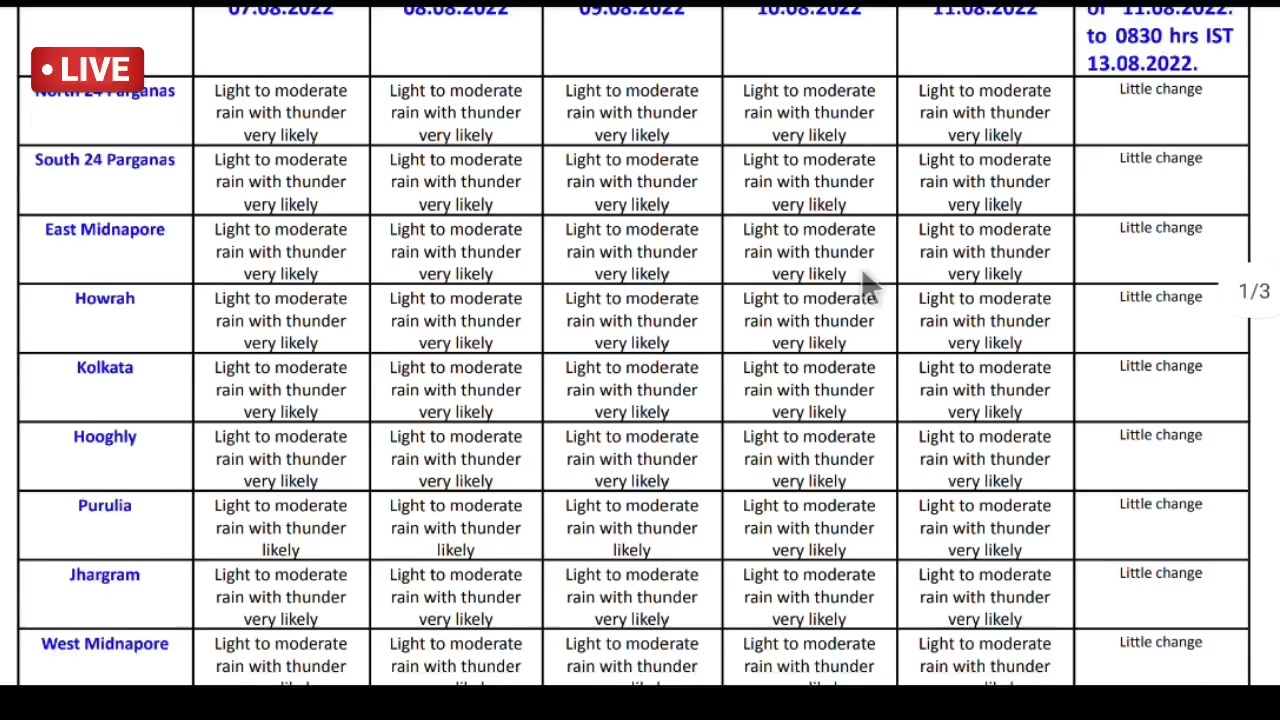 07.08.2022 08.08.2022 09.08.2022 10.08.2022 11.08.2022 of 11.08.2022.
to 0830 hrs IST
13.08.2022.
• LIVE
North 24 Parganas Light to moderate Light to moderate Light to moderate Light to moderate Light to moderate Little change
rain with thunder rain with thunder rain with thunder rain with thunder rain with thunder
very likely very likely very likely very likely very likely
South 24 Parganas Light to moderate Light to moderate Light to moderate Light to moderate Light to moderate Little change
rain with thunder rain with thunder rain with thunder rain with thunder rain with thunder
very likely very likely very likely very likely very likely
East Midnapore Light to moderate Light to moderate Light to moderate Light to moderate Light to moderate Little change
rain with thunder rain with thunder rain with thunder rain with thunder rain with thunder
very likely very likely very likely very likely very likely
Howrah Light to moderate Light to moderate Light to moderate Light to moderate Light to moderate Little change
1/3
rain with thunder rain with thunder rain with thunder rain with thunder rain with thunder
very likely very likely very likely very likely very likely
Kolkata Light to moderate Light to moderate Light to moderate Light to moderate Light to moderate Little change
rain with thunder rain with thunder rain with thunder rain with thunder rain with thunder
very likely very likely very likely very likely very likely
Hooghly Light to moderate Light to moderate Light to moderate Light to moderate Light to moderate Little change
rain with thunder rain with thunder rain with thunder rain with thunder rain with thunder
very likely very likely very likely very likely very likely
Purulia Light to moderate Light to moderate Light to moderate Light to moderate Light to moderate Little change
rain with thunder rain with thunder rain with thunder rain with thunder rain with thunder
likely likely likely very likely very likely
Jhargram Light to moderate Light to moderate Light to moderate Light to moderate Light to moderate Little change
rain with thunder rain with thunder rain with thunder rain with thunder rain with thunder
very likely very likely very likely very likely very likely
West Midnapore Light to moderate Light to moderate Light to moderate Light to moderate Light to moderate Little change
rain with thunder rain with thunder rain with thunder rain with thunder rain with thunder